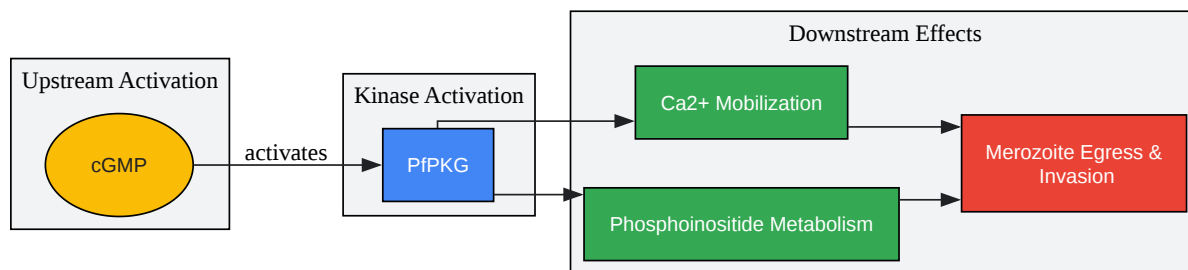 Upstream Activation
cGMP
activates
Kinase Activation
PfPKG
Downstream Effects
Ca2+ Mobilization
Phosphoinositide Metabolism
Merozoite Egress &
Invasion